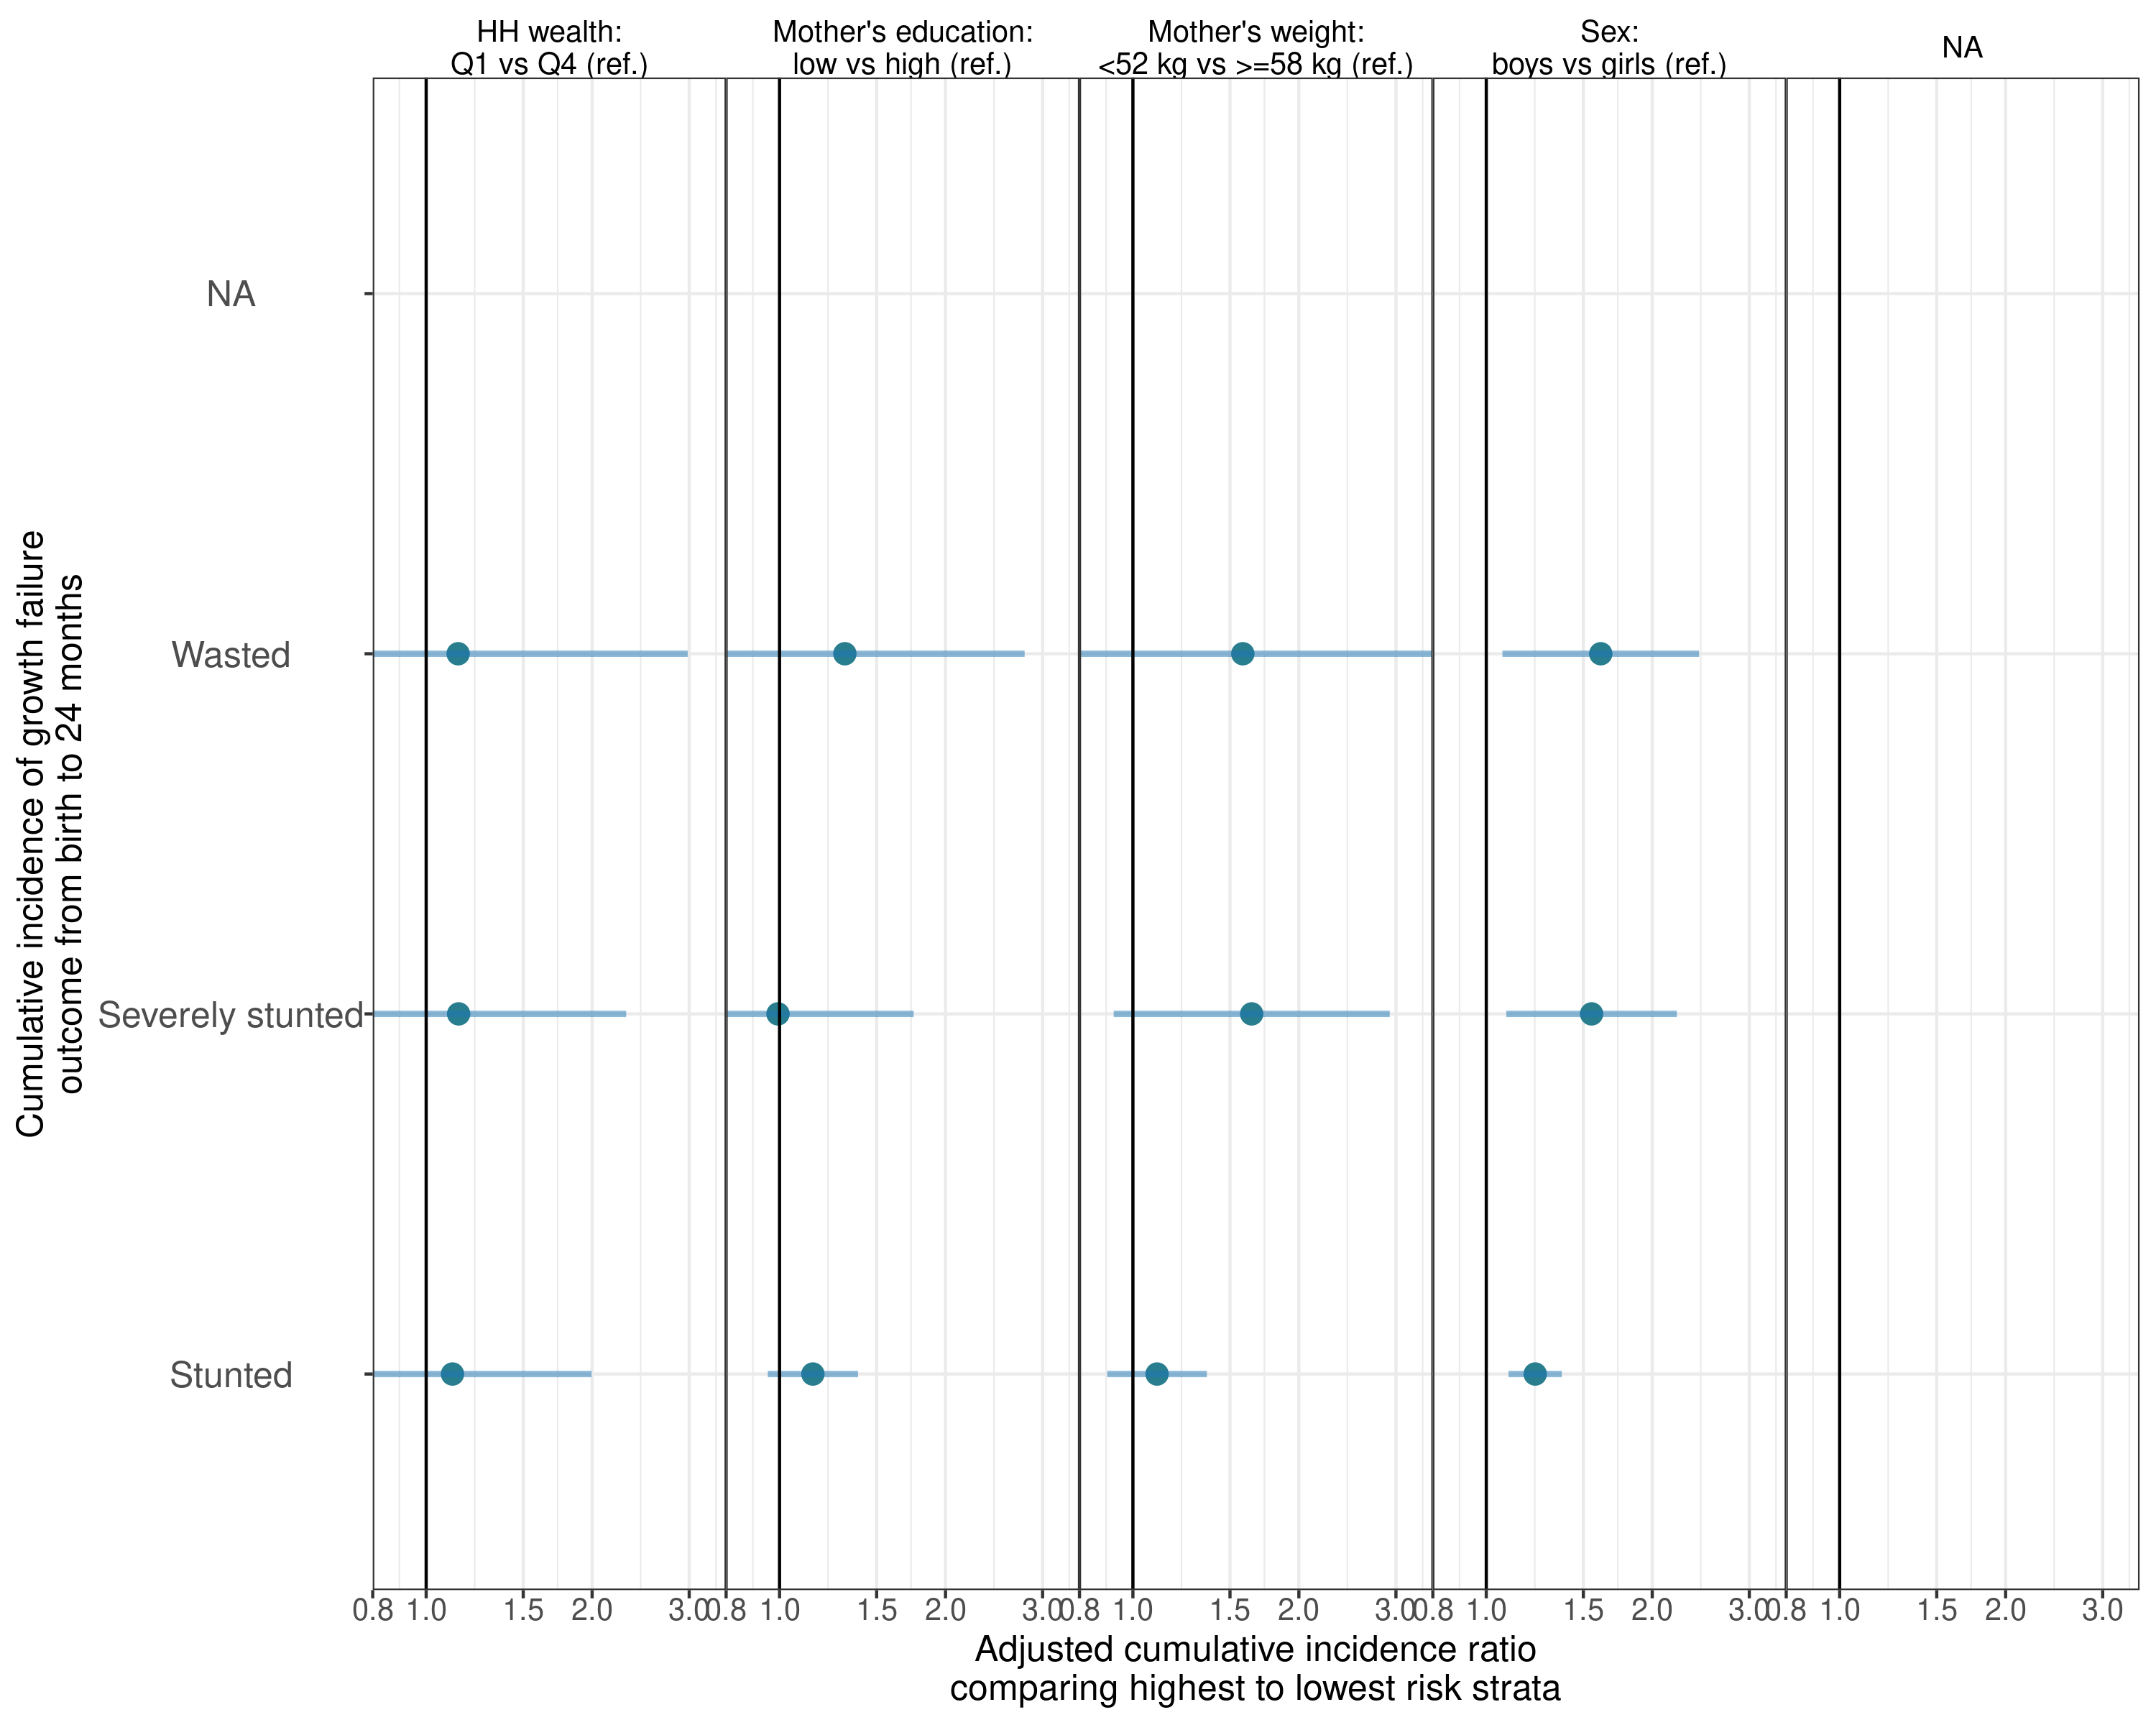 HH wealth:
Q1 vs Q4 (ref.)
Mother's education:
low vs high (ref.)
Mother's weight:
<52 kg vs >=58 kg (ref.)
Sex:
boys vs girls (ref.)
NA
Cumulative incidence of growth failure
outcome from birth to 24 months
NA
Wasted
Severely stunted
Stunted
0.8 1.0 1.5 2.0 3.0 0.8 1.0 1.5 2.0 3.0 0.8 1.0 1.5 2.0 3.0 0.8 1.0 1.5 2.0 3.0 0.8 1.0 1.5 2.0 3.0
Adjusted cumulative incidence ratio
comparing highest to lowest risk strata